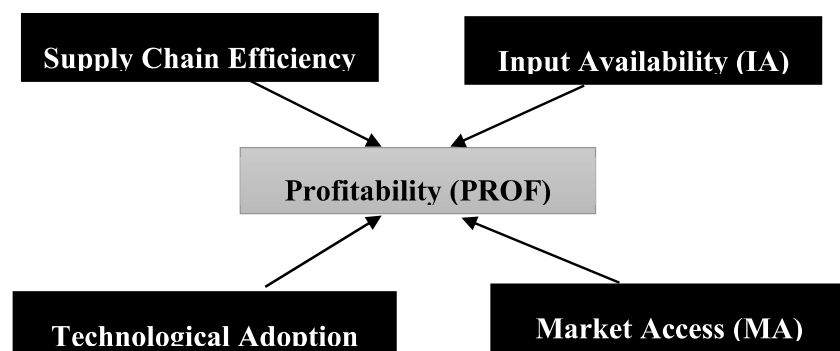 Supply Chain Efficiency
Input Availability (IA)
Profitability (PROF)
Technological Adoption
Market Access (MA)